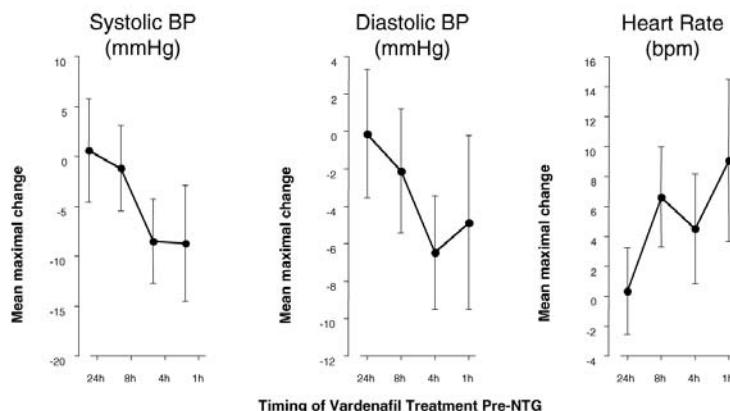 Systolic BP
(mmHg)
Diastolic BP
(mmHg)
Heart Rate
(bpm)
Mean maximal change
10
5
0
-5
-10
-15
-20
24h 8h 4h 1h
Mean maximal change
4
2
0
-2
-4
-6
-8
-10
-12
24h 8h 4h 1h
Mean maximal change
16
14
12
10
8
6
4
2
0
-2
-4
24h 8h 4h 1h
Timing of Vardenafil Treatment Pre-NTG